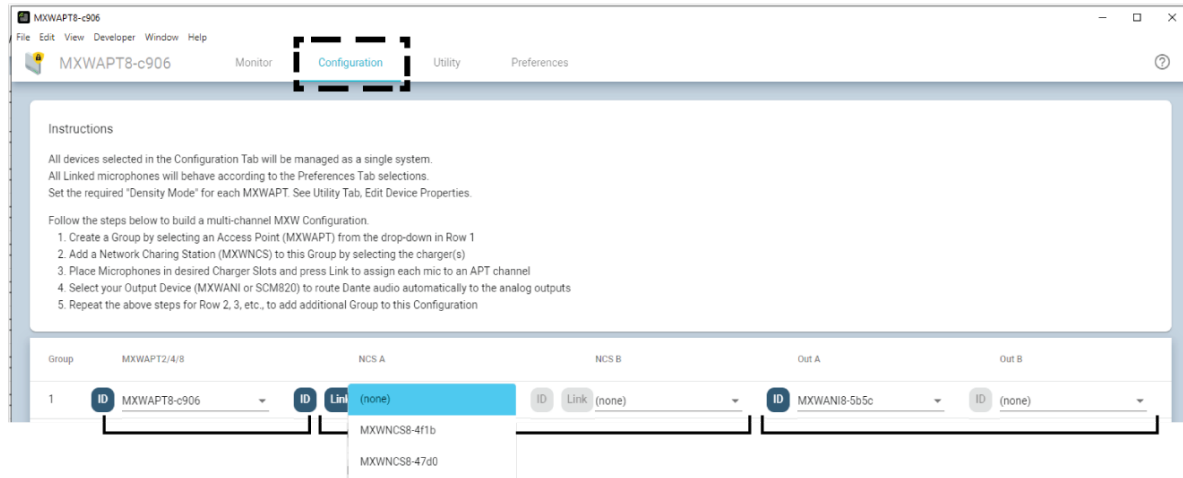 MXWAPT8-c906
File Edit View Developer Window Help
MXWAPT8-c906 Monitor Configuration Utility Preferences
Instructions
All devices selected in the Configuration Tab will be managed as a single system.
All Linked microphones will behave according to the Preferences Tab selections.
Set the required "Density Mode" for each MXWAPT. See Utility Tab, Edit Device Properties.
Follow the steps below to build a multi-channel MXW Configuration.
1. Create a Group by selecting an Access Point (MXWAPT) from the drop-down in Row 1
2. Add a Network Charing Station (MXWNCS) to this Group by selecting the charger(s)
3. Place Microphones in desired Charger Slots and press Link to assign each mic to an APT channel
4. Select your Output Device (MXWANI or SCM820) to route Dante audio automatically to the analog outputs
5. Repeat the above steps for Row 2, 3, etc., to add additional Group to this Configuration
Group MXWAPT2/4/8 NCS A NCS B Out A Out B
1 ID MXWAPT8-c906 ID Link (none) ID Link (none) ID MXWANI8-5b5c ID (none)
MXWNCS8-4f1b
MXWNCS8-47d0